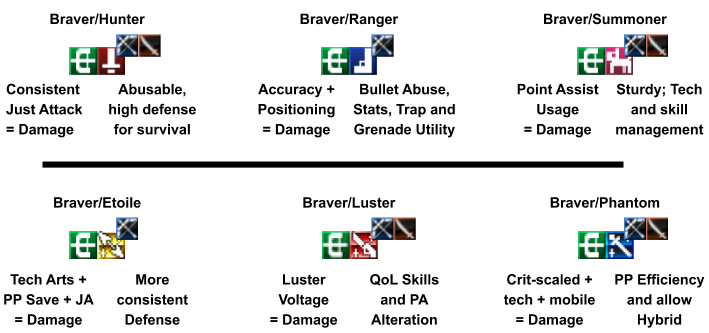 Braver/Hunter
Consistent
Just Attack
= Damage
Abusable,
high defense
for survival
Braver/Ranger
Accuracy +
Positioning
= Damage
Bullet Abuse,
Stats, Trap and
Grenade Utility
Braver/Summoner
Point Assist
Usage
= Damage
Sturdy; Tech
and skill
management
Braver/Etoile
Tech Arts +
PP Save + JA
= Damage
More
consistent
Defense
Braver/Luster
Luster
Voltage
= Damage
QoL Skills
and PA
Alteration
Braver/Phantom
Crit-scaled +
tech + mobile
= Damage
PP Efficiency
and allow
Hybrid